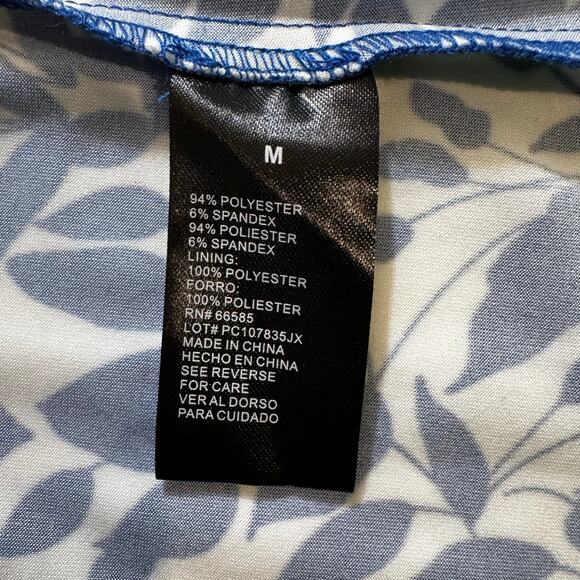 M
94% POLYESTER
6% SPANDEX
94% POLIESTER
6% SPANDEX
LINING:
100% POLYESTER
FORRO:
100% POLIESTER
RN# 66585
LOT# PC107835JX
MADE IN CHINA
HECHO EN CHINA
SEE REVERSE
FOR CARE
VER AL DORSO
PARA CUIDADO